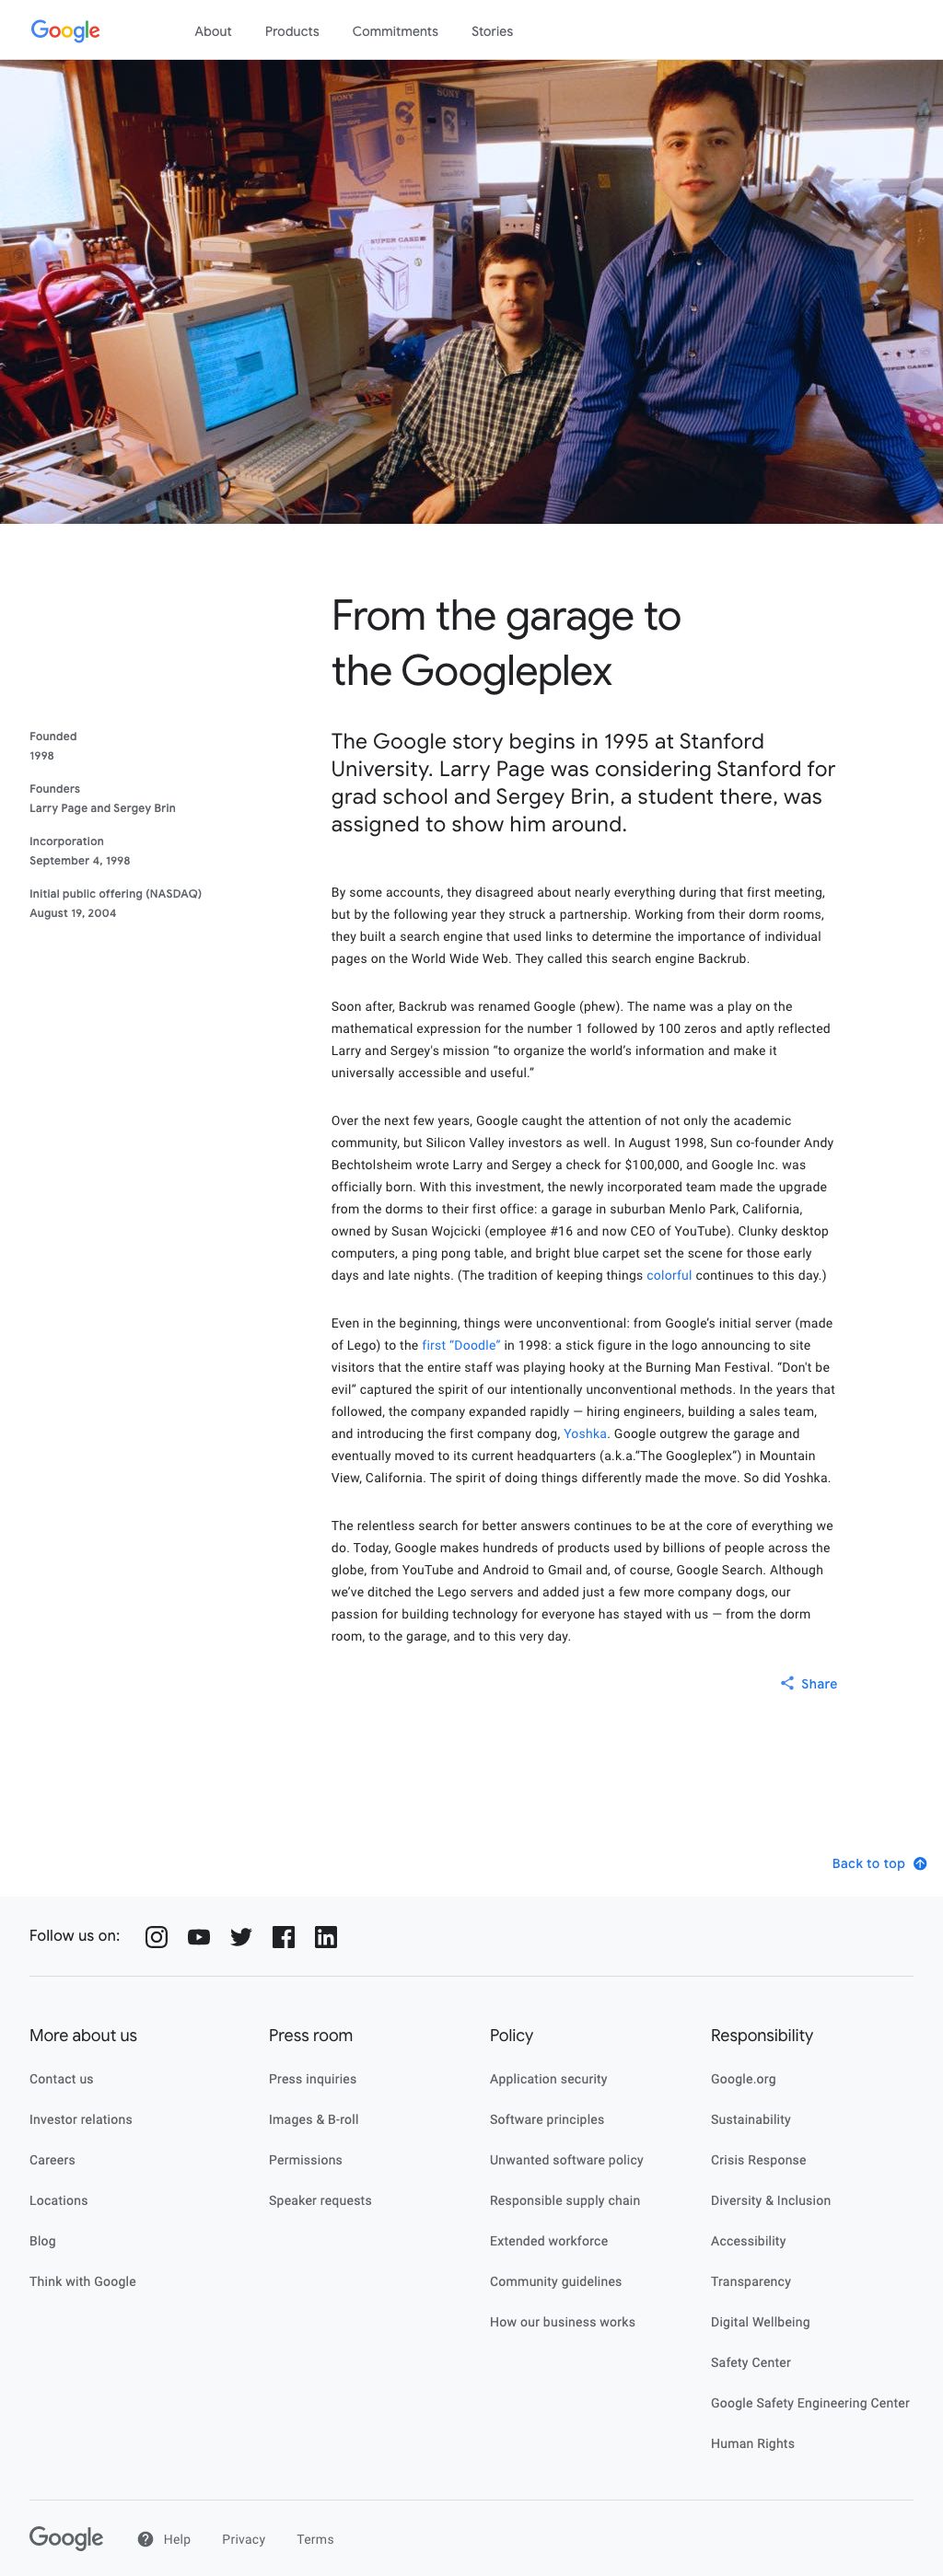 Google
About
Products
Commitments
Stories
SONY
SONY
SUPER CASE
From the garage to
the Googleplex
Founded
1998
Founders
Larry Page and Sergey Brin
Incorporation
September 4, 1998
Initial public offering (NASDAQ)
August 19, 2004
The Google story begins in 1995 at Stanford
University. Larry Page was considering Stanford for
grad school and Sergey Brin, a student there, was
assigned to show him around.
By some accounts, they disagreed about nearly everything during that first meeting,
but by the following year they struck a partnership. Working from their dorm rooms,
they built a search engine that used links to determine the importance of individual
pages on the World Wide Web. They called this search engine Backrub.
Soon after, Backrub was renamed Google (phew). The name was a play on the
mathematical expression for the number 1 followed by 100 zeros and aptly reflected
Larry and Sergey's mission “to organize the world’s information and make it
universally accessible and useful.”
Over the next few years, Google caught the attention of not only the academic
community, but Silicon Valley investors as well. In August 1998, Sun co-founder Andy
Bechtolsheim wrote Larry and Sergey a check for $100,000, and Google Inc. was
officially born. With this investment, the newly incorporated team made the upgrade
from the dorms to their first office: a garage in suburban Menlo Park, California,
owned by Susan Wojcicki (employee #16 and now CEO of YouTube). Clunky desktop
computers, a ping pong table, and bright blue carpet set the scene for those early
days and late nights. (The tradition of keeping things colorful continues to this day.)
Even in the beginning, things were unconventional: from Google’s initial server (made
of Lego) to the first “Doodle” in 1998: a stick figure in the logo announcing to site
visitors that the entire staff was playing hooky at the Burning Man Festival. “Don't be
evil” captured the spirit of our intentionally unconventional methods. In the years that
followed, the company expanded rapidly — hiring engineers, building a sales team,
and introducing the first company dog, Yoshka. Google outgrew the garage and
eventually moved to its current headquarters (a.k.a.”The Googleplex”) in Mountain
View, California. The spirit of doing things differently made the move. So did Yoshka.
The relentless search for better answers continues to be at the core of everything we
do. Today, Google makes hundreds of products used by billions of people across the
globe, from YouTube and Android to Gmail and, of course, Google Search. Although
we’ve ditched the Lego servers and added just a few more company dogs, our
passion for building technology for everyone has stayed with us — from the dorm
room, to the garage, and to this very day.
Share
Back to top
Follow us on:
More about us
Contact us
Investor relations
Careers
Locations
Blog
Think with Google
Press room
Press inquiries
Images & B-roll
Permissions
Speaker requests
Policy
Application security
Software principles
Unwanted software policy
Responsible supply chain
Extended workforce
Community guidelines
How our business works
Responsibility
Google.org
Sustainability
Crisis Response
Diversity & Inclusion
Accessibility
Transparency
Digital Wellbeing
Safety Center
Google Safety Engineering Center
Human Rights
Google
Help
Privacy
Terms